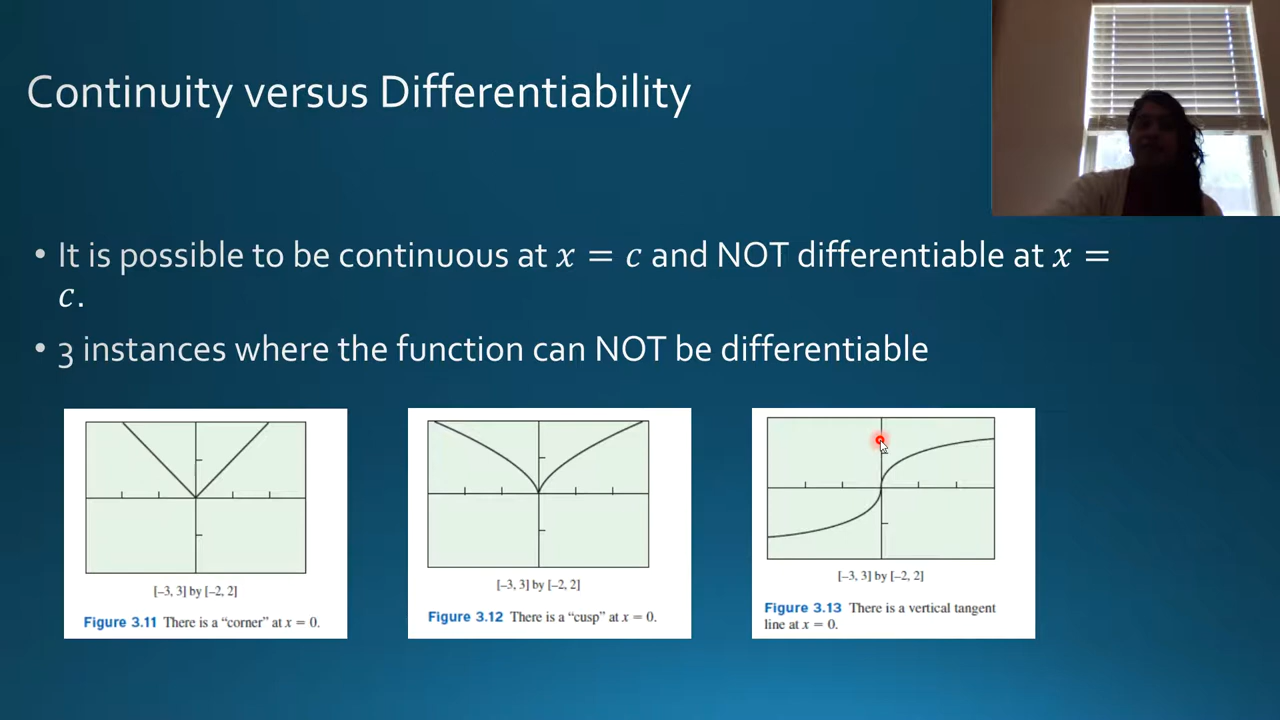 Continuity versus Differentiability
• It is possible to be continuous at x = c and NOT differentiable at x =
c.
• 3 instances where the function can NOT be differentiable
[–3, 3] by [–2, 2]
Figure 3.11 There is a “corner” at x = 0.
[–3, 3] by [–2, 2]
Figure 3.12 There is a “cusp” at x = 0.
[–3, 3] by [–2, 2]
Figure 3.13 There is a vertical tangent
line at x = 0.